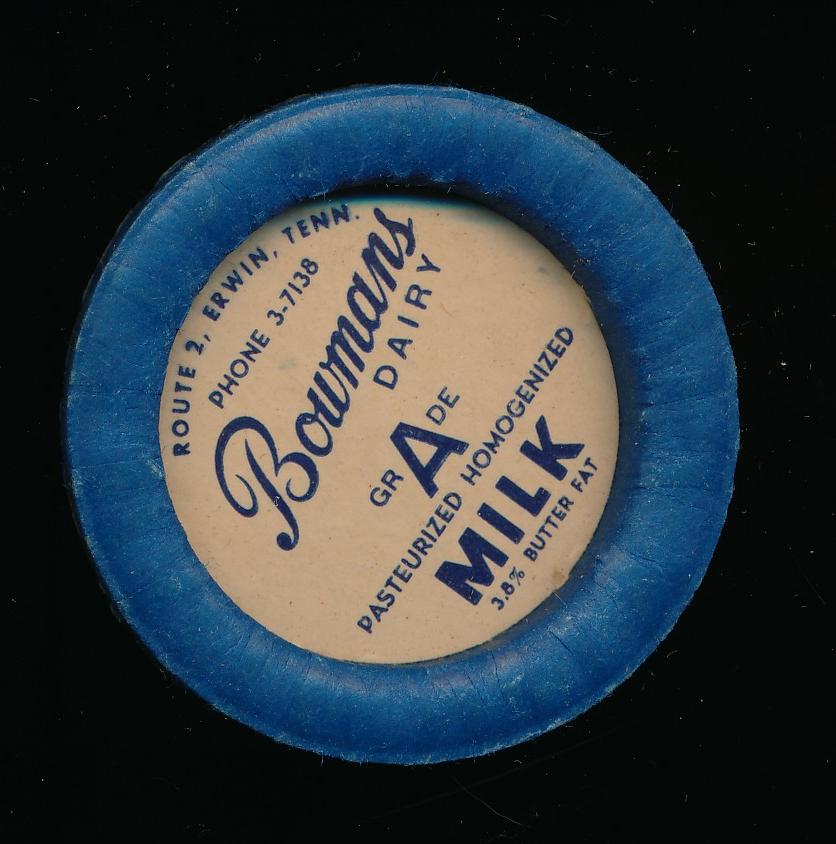 ROUTE 2, ERWIN, TENN.
PHONE 3-7138
Bowmans
DAIRY
GRADE
PASTEURIZED HOMOGENIZED
MILK
3.8% BUTTER FAT